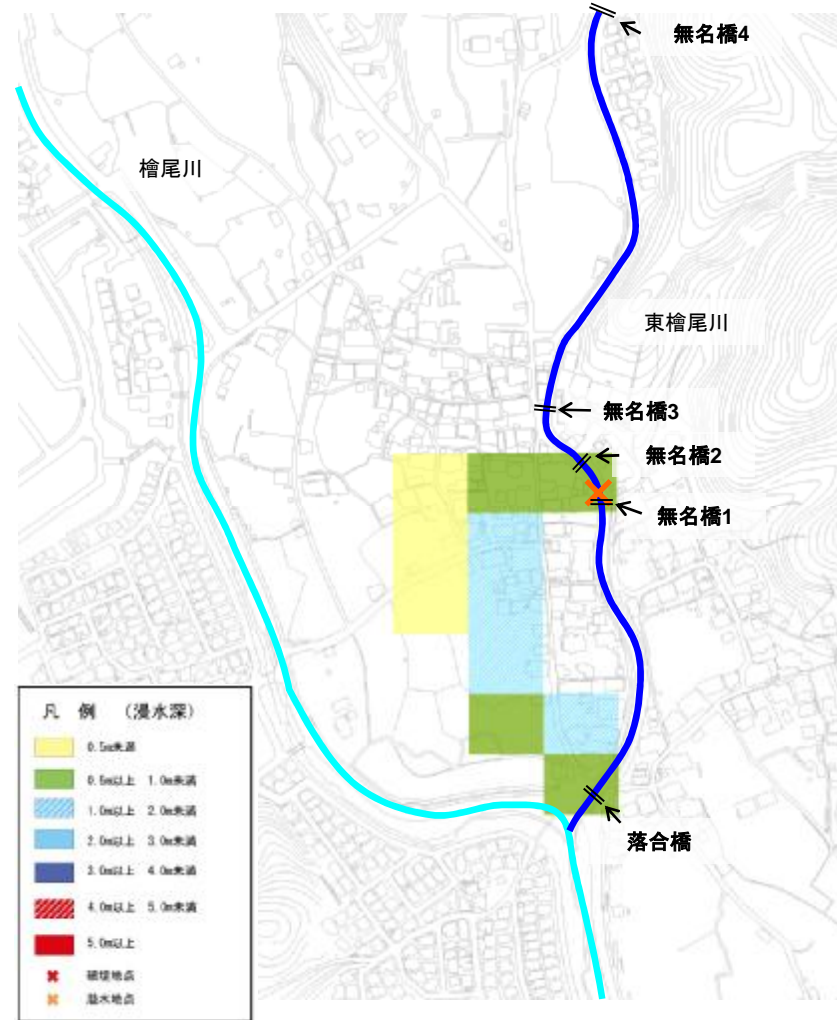 無名橋4
檜尾川
東檜尾川
無名橋3
無名橋2
無名橋1
落合橋
凡 例 (浸水深)
0.5m未満
0.5m以上 1.0m未満
1.0m以上 2.0m未満
2.0m以上 3.0m未満
3.0m以上 4.0m未満
4.0m以上 5.0m未満
5.0m以上
破堤地点
溢水地点